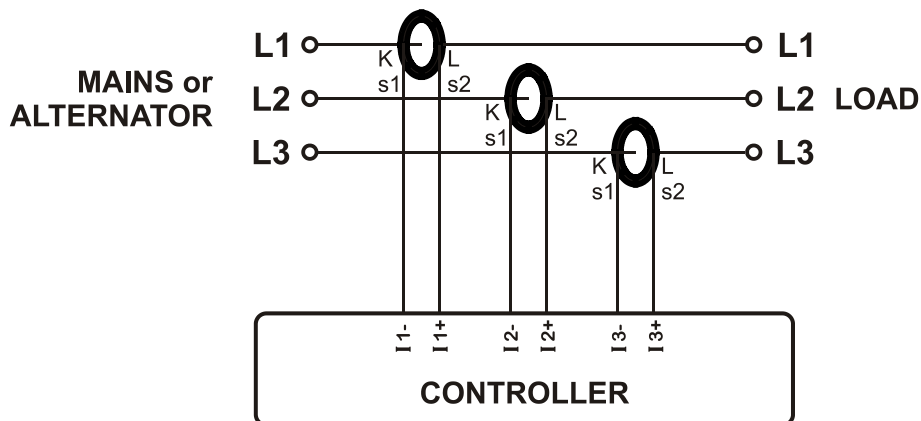 L1 K L L1
s1 s2
MAINS or
ALTERNATOR
L2 K L L2 LOAD
s1 s2
L3 K L L3
s1 s2
I1- I1+ I2- I2+ I3- I3+
CONTROLLER